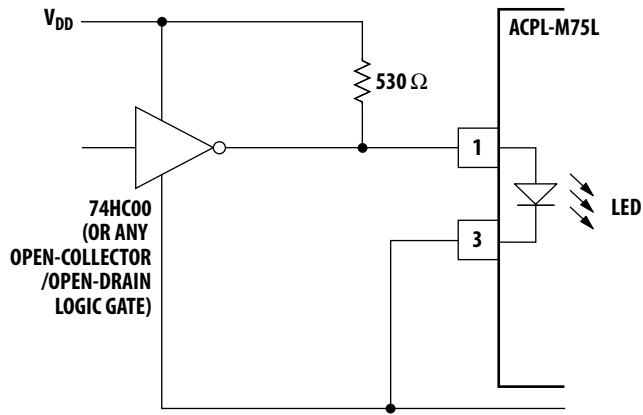 VDD
ACPL-M75L
530 Ω
1
LED
3
74HC00
(OR ANY
OPEN-COLLECTOR
/OPEN-DRAIN
LOGIC GATE)